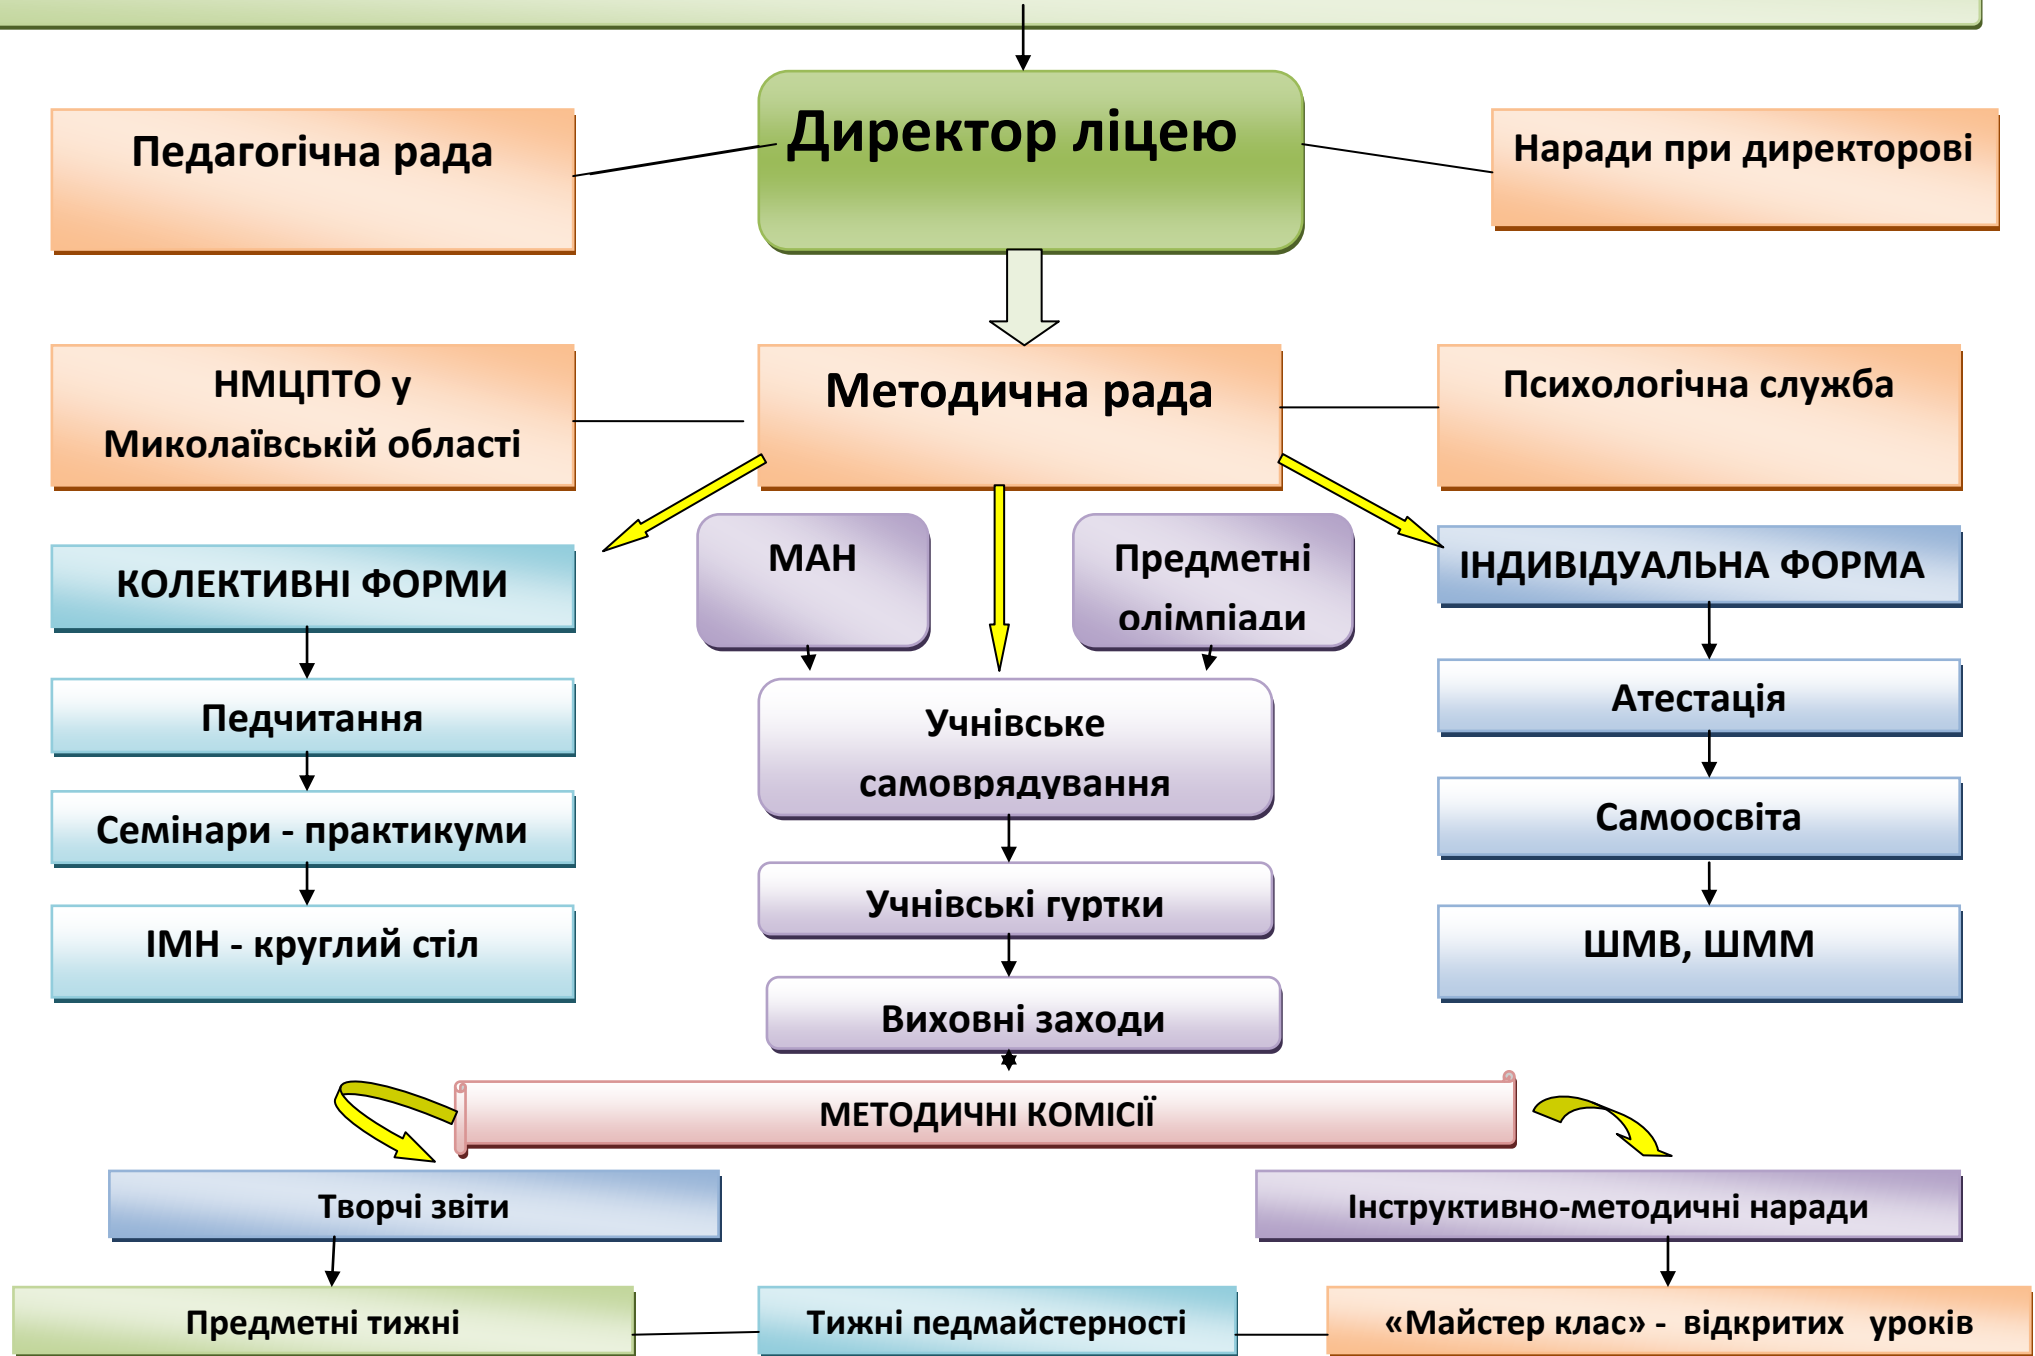 Директор ліцею
Педагогічна рада
Наради при директорові
НМЦПТО у
Миколаївській області
Методична рада
Психологічна служба
КОЛЕКТИВНІ ФОРМИ
МАН
Предметні
олімпіади
ІНДИВІДУАЛЬНА ФОРМА
Педчитання
Учнівське
самоврядування
Атестація
Семінари - практикуми
Учнівські гуртки
Самоосвіта
ІМН - круглий стіл
Виховні заходи
ШМВ, ШММ
МЕТОДИЧНІ КОМІСІЇ
Творчі звіти
Інструктивно-методичні наради
Предметні тижні
Тижні педмайстерності
«Майстер клас» - відкритих уроків